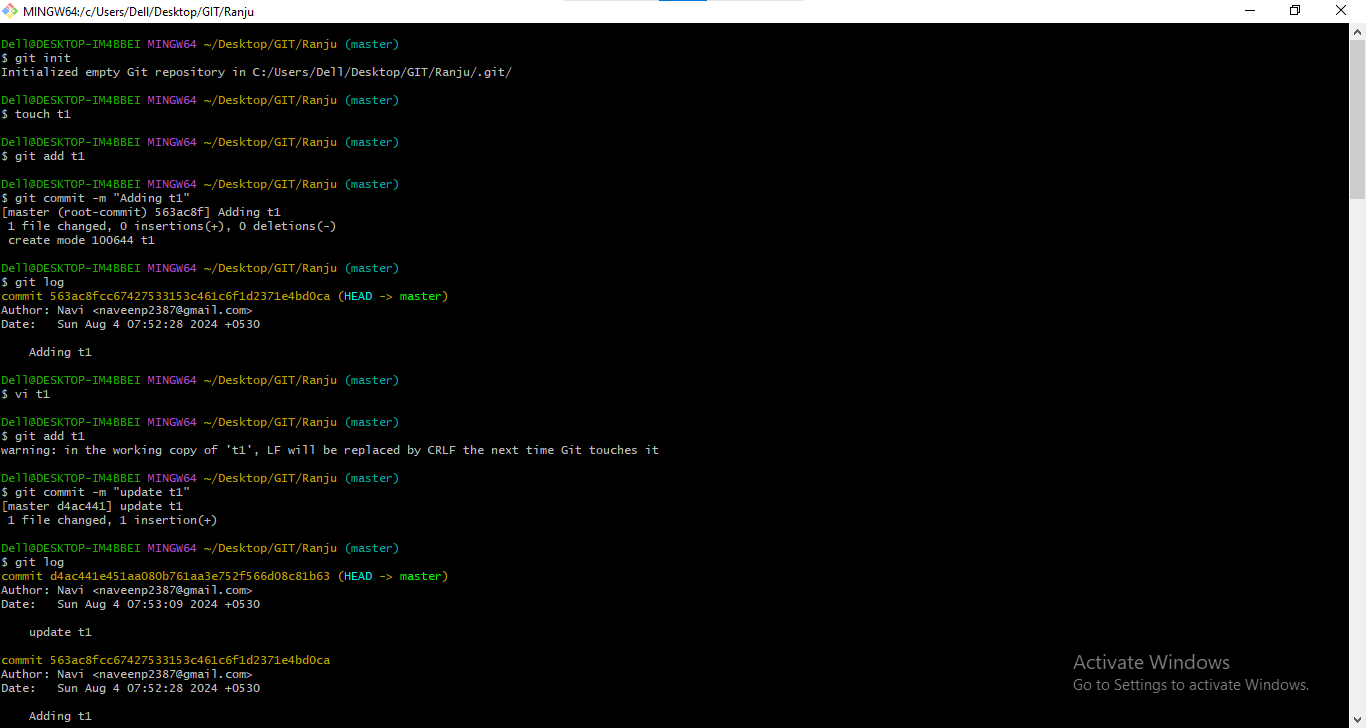 MINGW64:/c/Users/Dell/Desktop/GIT/Ranju
Dell@DESKTOP-IM4BBEI MINGW64 ~/Desktop/GIT/Ranju (master)
$ git init
Initialized empty Git repository in C:/Users/Dell/Desktop/GIT/Ranju/.git/
Dell@DESKTOP-IM4BBEI MINGW64 ~/Desktop/GIT/Ranju (master)
$ touch t1
Dell@DESKTOP-IM4BBEI MINGW64 ~/Desktop/GIT/Ranju (master)
$ git add t1
Dell@DESKTOP-IM4BBEI MINGW64 ~/Desktop/GIT/Ranju (master)
$ git commit -m "Adding t1"
[master (root-commit) 563ac8f] Adding t1
 1 file changed, 0 insertions(+), 0 deletions(-)
 create mode 100644 t1
Dell@DESKTOP-IM4BBEI MINGW64 ~/Desktop/GIT/Ranju (master)
$ git log
commit 563ac8fcc67427533153c461c6f1d2371e4bd0ca (HEAD -> master)
Author: Navi <naveenp2387@gmail.com>
Date:   Sun Aug 4 07:52:28 2024 +0530
    Adding t1
Dell@DESKTOP-IM4BBEI MINGW64 ~/Desktop/GIT/Ranju (master)
$ vi t1
Dell@DESKTOP-IM4BBEI MINGW64 ~/Desktop/GIT/Ranju (master)
$ git add t1
warning: in the working copy of 't1', LF will be replaced by CRLF the next time Git touches it
Dell@DESKTOP-IM4BBEI MINGW64 ~/Desktop/GIT/Ranju (master)
$ git commit -m "update t1"
[master d4ac441] update t1
 1 file changed, 1 insertion(+)
Dell@DESKTOP-IM4BBEI MINGW64 ~/Desktop/GIT/Ranju (master)
$ git log
commit d4ac441e451aa080b761aa3e752f566d08c81b63 (HEAD -> master)
Author: Navi <naveenp2387@gmail.com>
Date:   Sun Aug 4 07:53:09 2024 +0530
    update t1
commit 563ac8fcc67427533153c461c6f1d2371e4bd0ca
Author: Navi <naveenp2387@gmail.com>
Date:   Sun Aug 4 07:52:28 2024 +0530
    Adding t1
Activate Windows
Go to Settings to activate Windows.